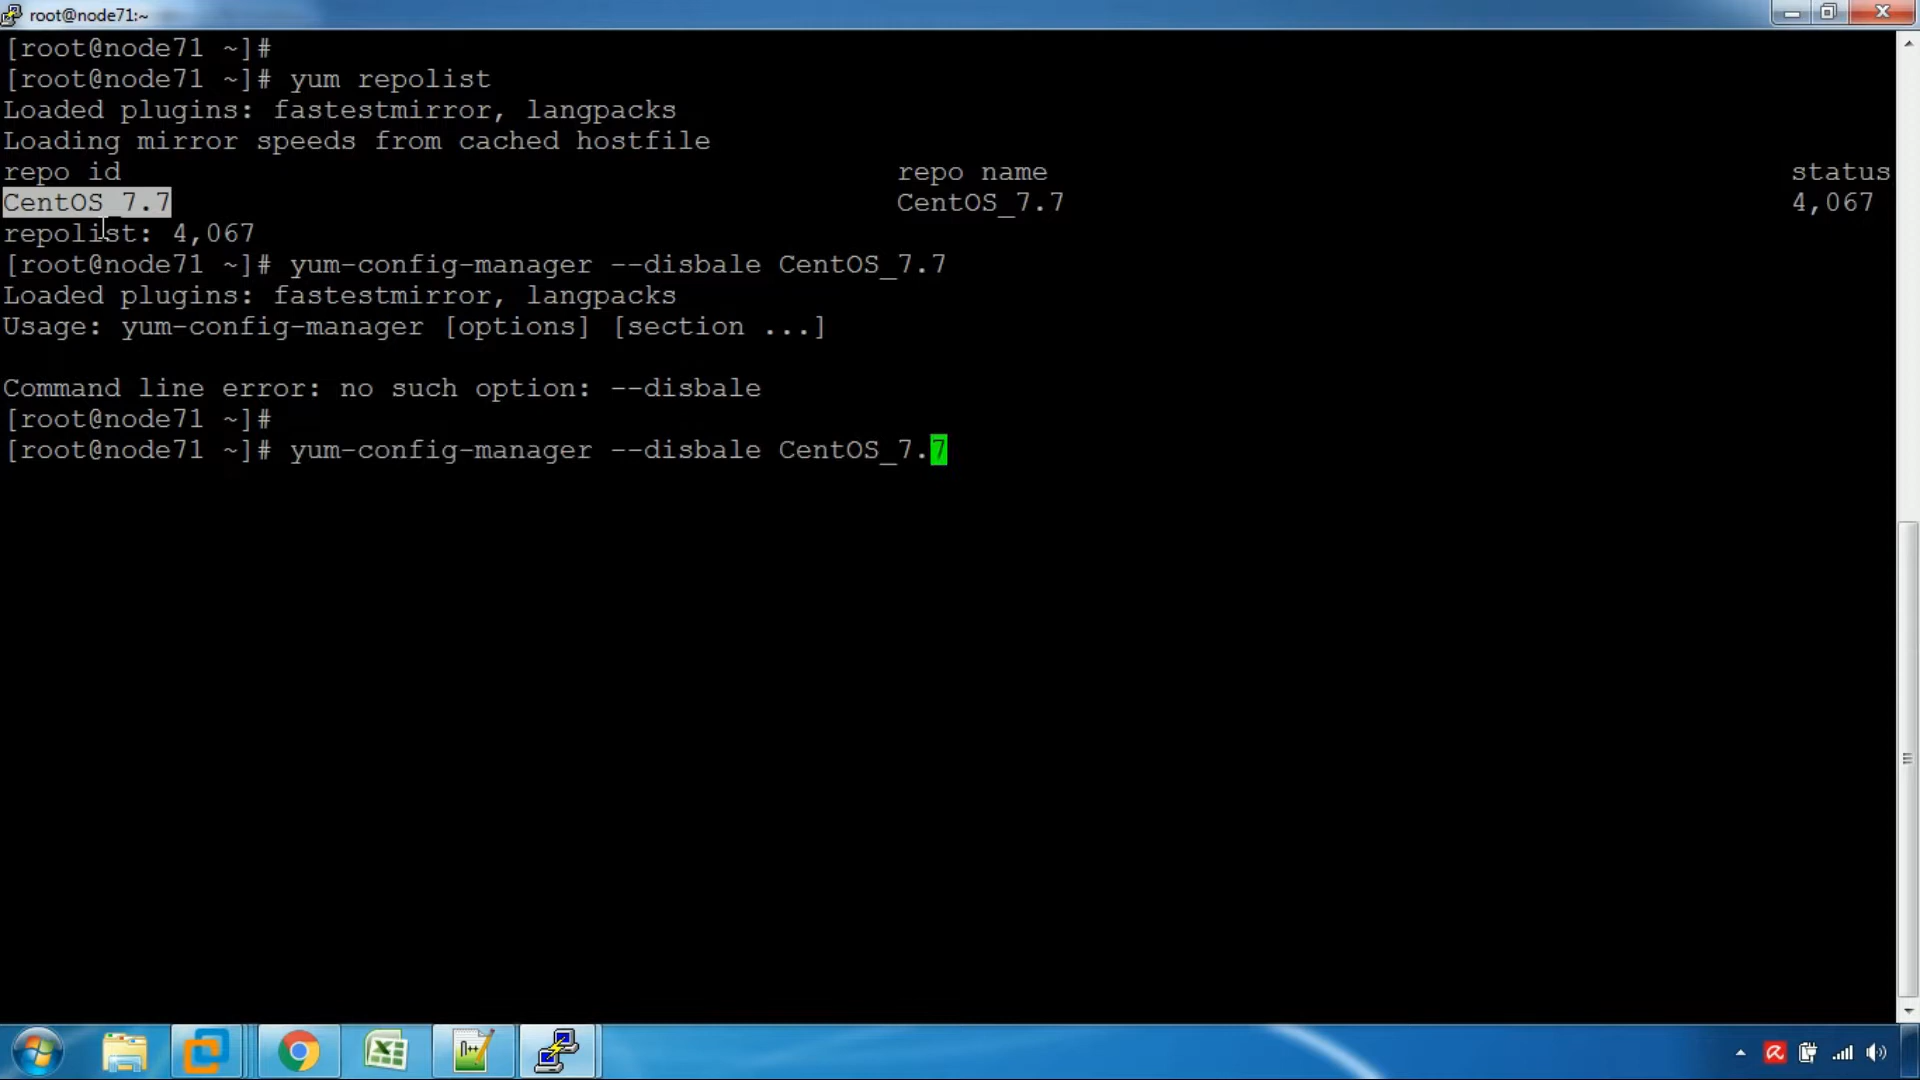 root@node71:~
[root@node71 ~]#
[root@node71 ~]# yum repolist
Loaded plugins: fastestmirror, langpacks
Loading mirror speeds from cached hostfile
repo id repo name status
CentOS_7.7 CentOS_7.7 4,067
repolist: 4,067
[root@node71 ~]# yum-config-manager --disbale CentOS_7.7
Loaded plugins: fastestmirror, langpacks
Usage: yum-config-manager [options] [section ...]
Command line error: no such option: --disbale
[root@node71 ~]#
[root@node71 ~]# yum-config-manager --disbale CentOS_7.7